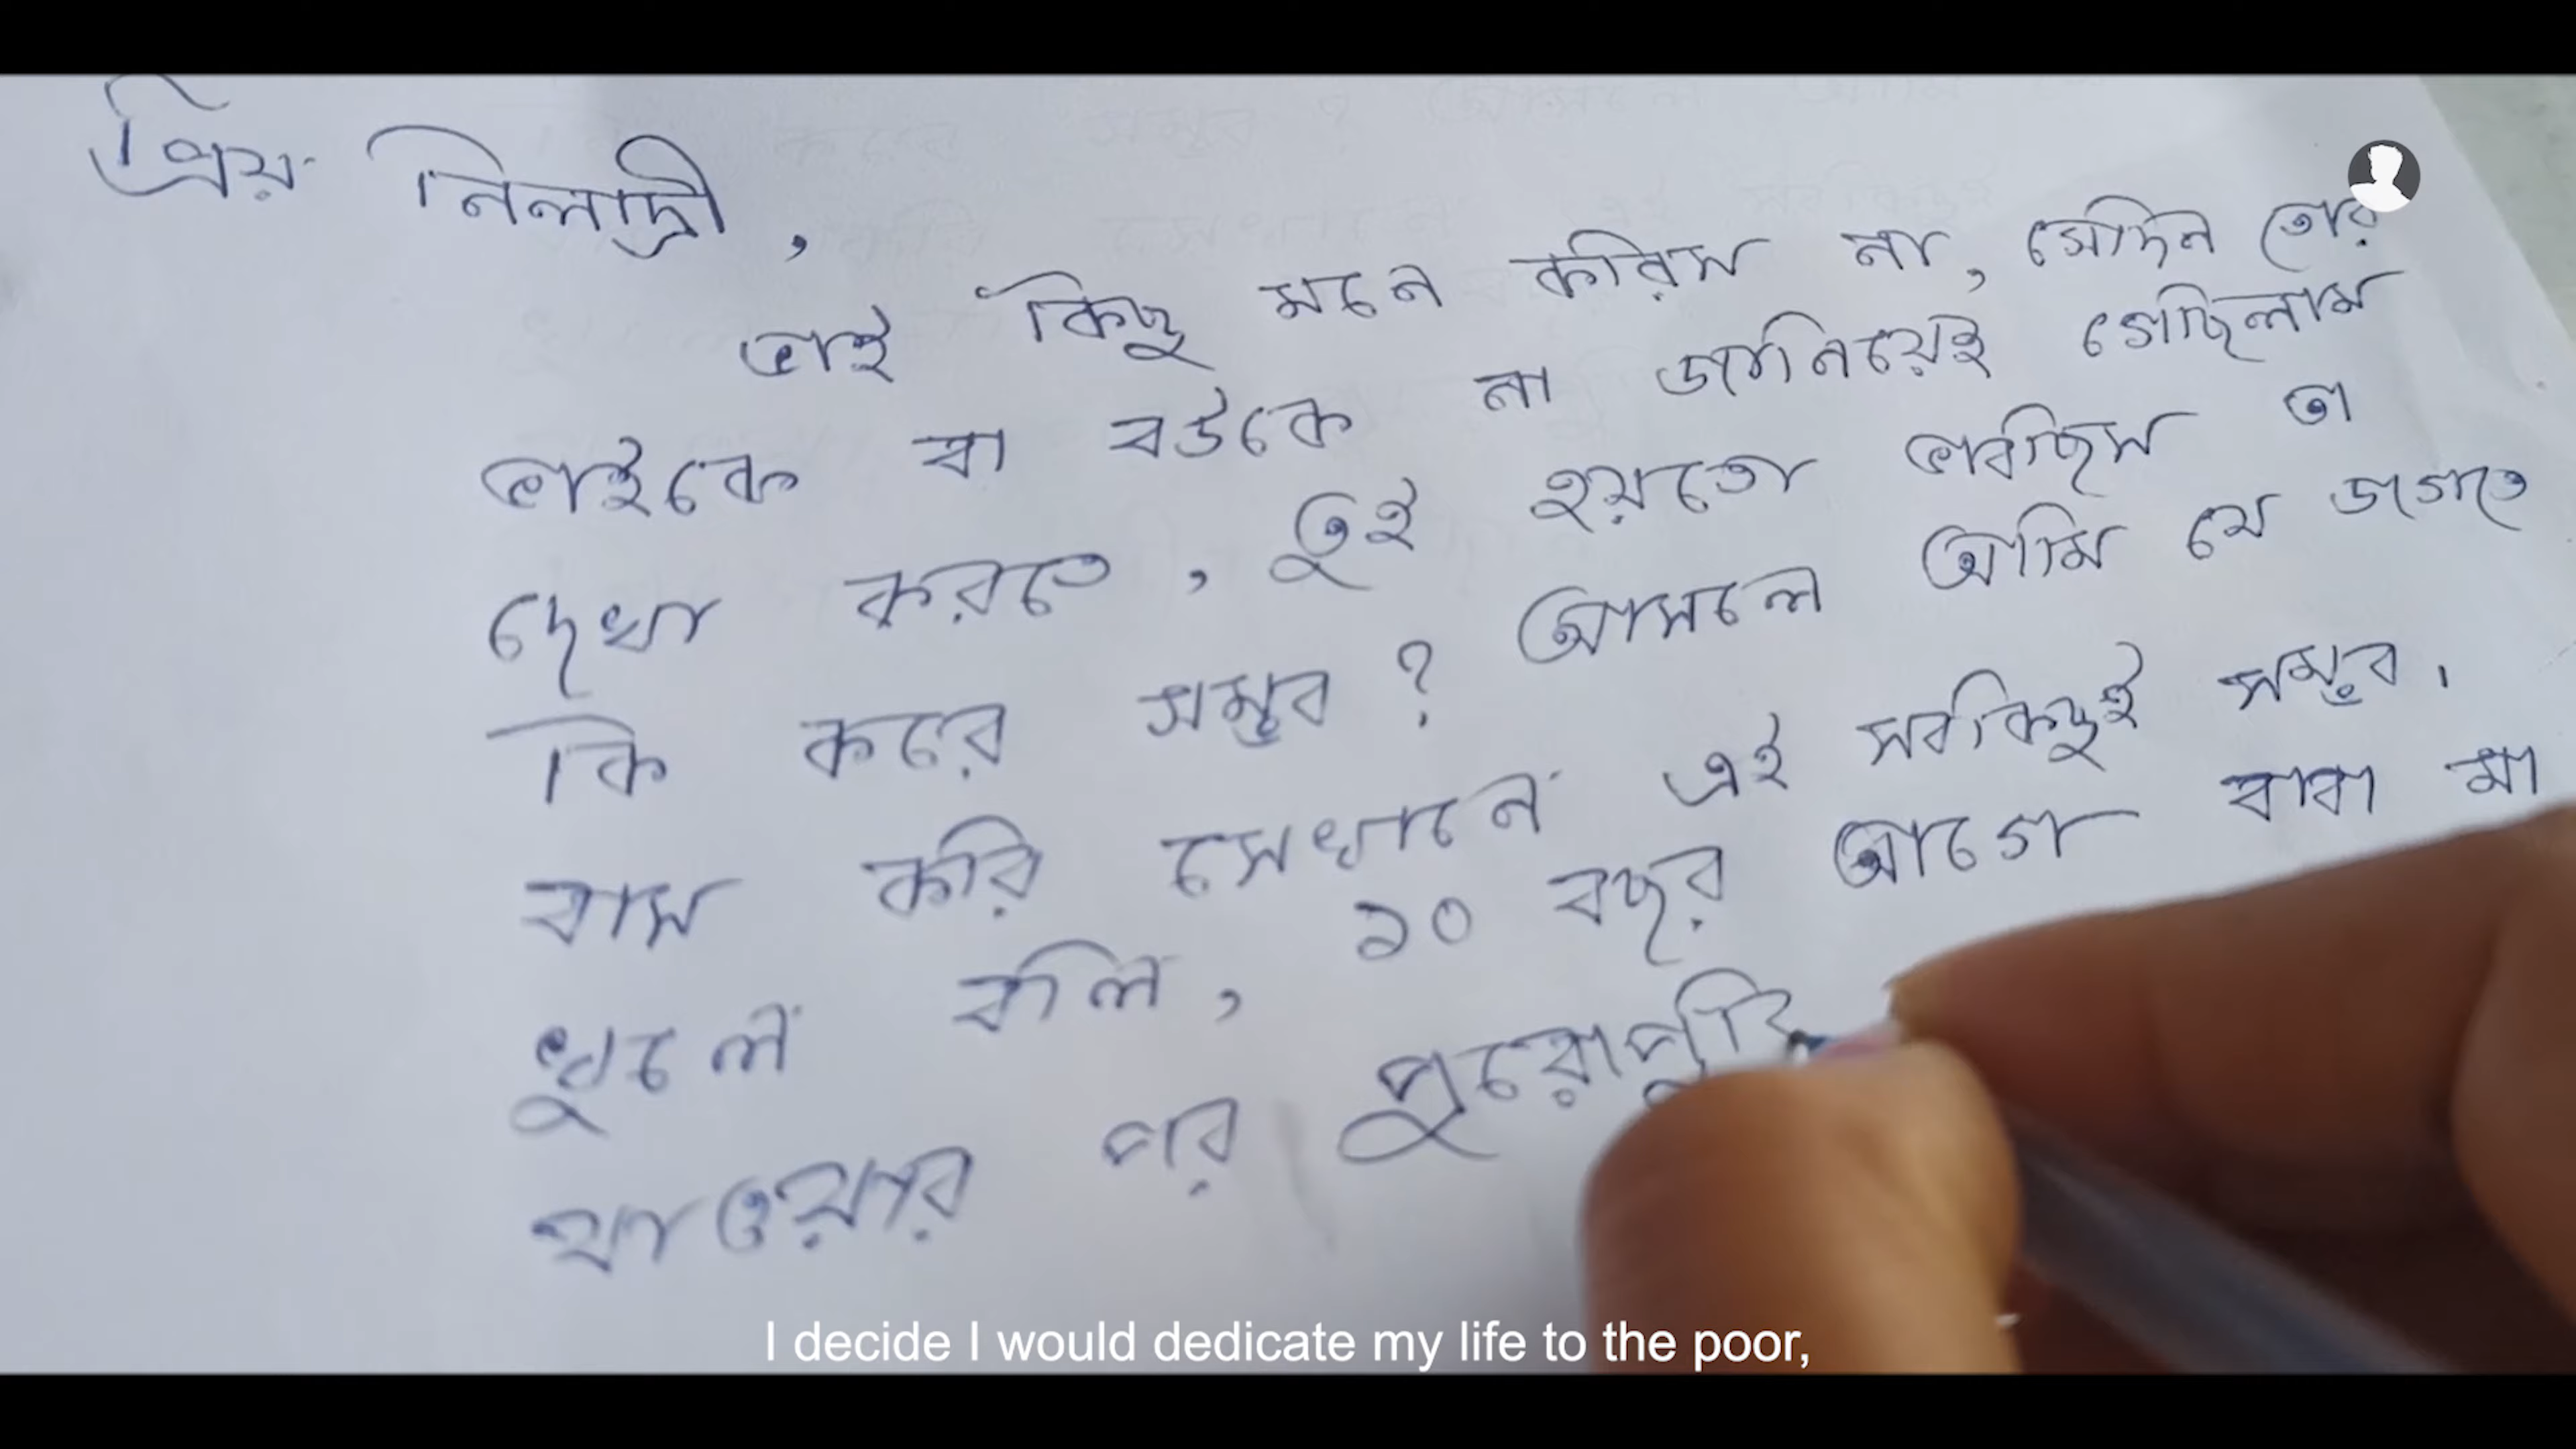 প্রিয় নিলাদ্রী,
ভাই কিছু মনে করিস না, সেদিন তোর
ভাইকে বা বউকে না জানিয়েই গেছিলাম
দেখা করতে, তুই হয়তো ভাবছিস তা
কি করে সম্ভব? আসলে আমি যে জগতে
বাস করি সেখানে এই সবকিছুই সম্ভব।
খুলে বলি, ১০ বছর আগে বাবা মা
যাওয়ার পর পুরোপুরি
I decide I would dedicate my life to the poor,